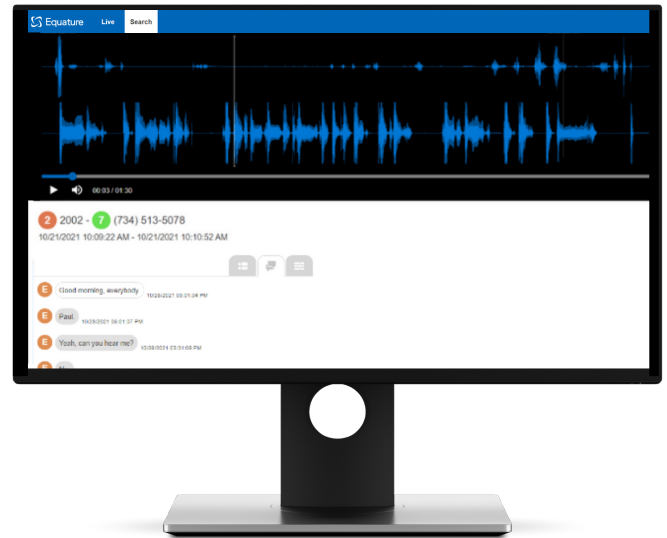 Equature Live Search
00:03 / 01:30
2 2002 - 7 (734) 513-5078
10/21/2021 10:09:22 AM - 10/21/2021 10:10:52 AM
E Good morning, everybody
E Paul
E Yeah, can you hear me?
E